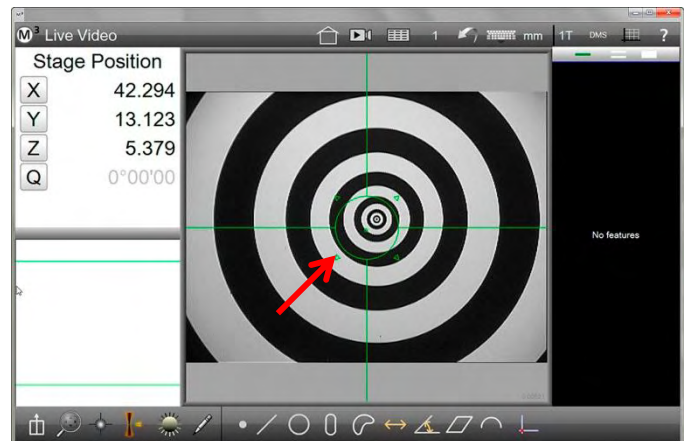 M³ Live Video 1 mm 1T DMS ?
Stage Position
X 42.294
Y 13.123
Z 5.379
Q 0°00'00
No features